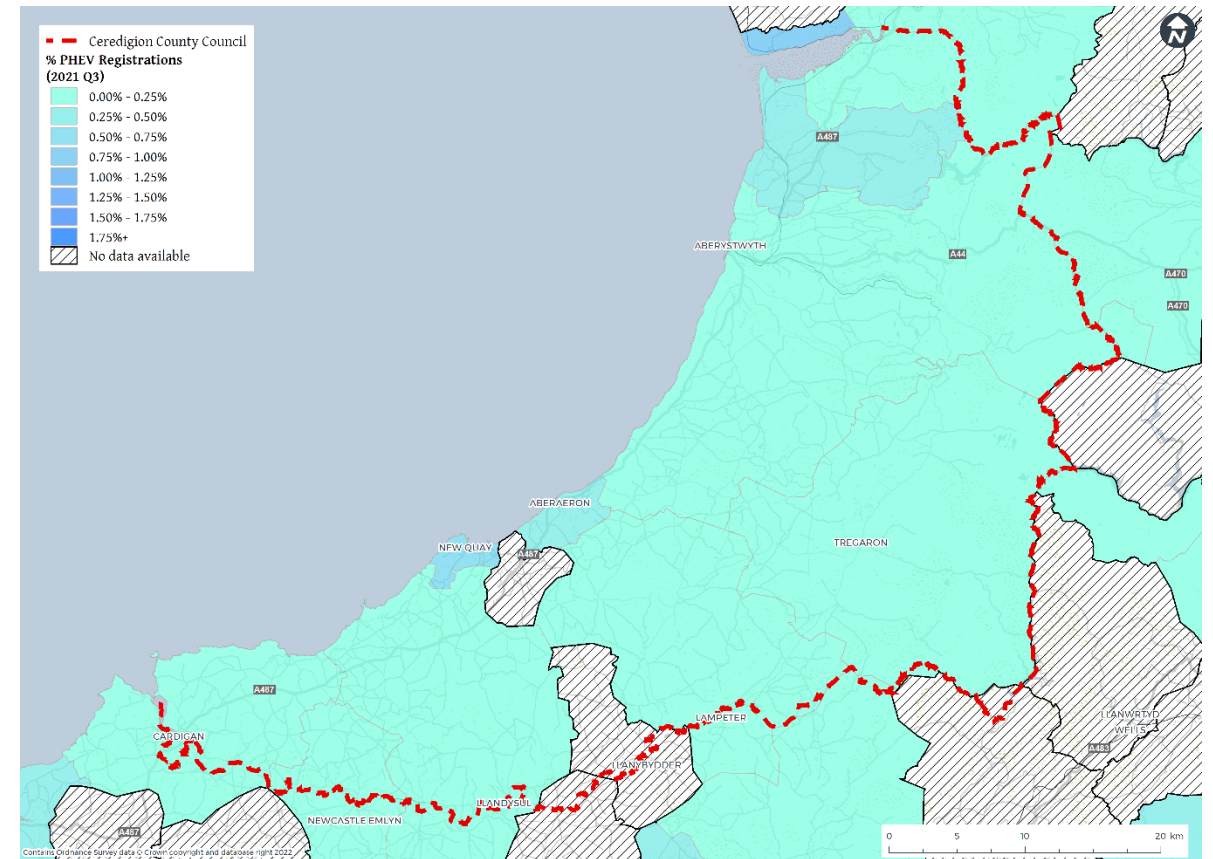 Ceredigion County Council
% PHEV Registrations
(2021 Q3)
0.00% - 0.25%
0.25% - 0.50%
0.50% - 0.75%
0.75% - 1.00%
1.00% - 1.25%
1.25% - 1.50%
1.50% - 1.75%
1.75%+
No data available
N
A487
ABERYSTWYTH
A44
A470
A470
ABERAERON
NEW QUAY
A487
TREGARON
A487
CARDIGAN
LAMPETER
LLANWRTYD
WELLS
A483
LLANYBYDDER
LLANDYSUL
NEWCASTLE EMLYN
A487
0 5 10 20 km
Contains Ordnance Survey data © Crown copyright and database right 2022